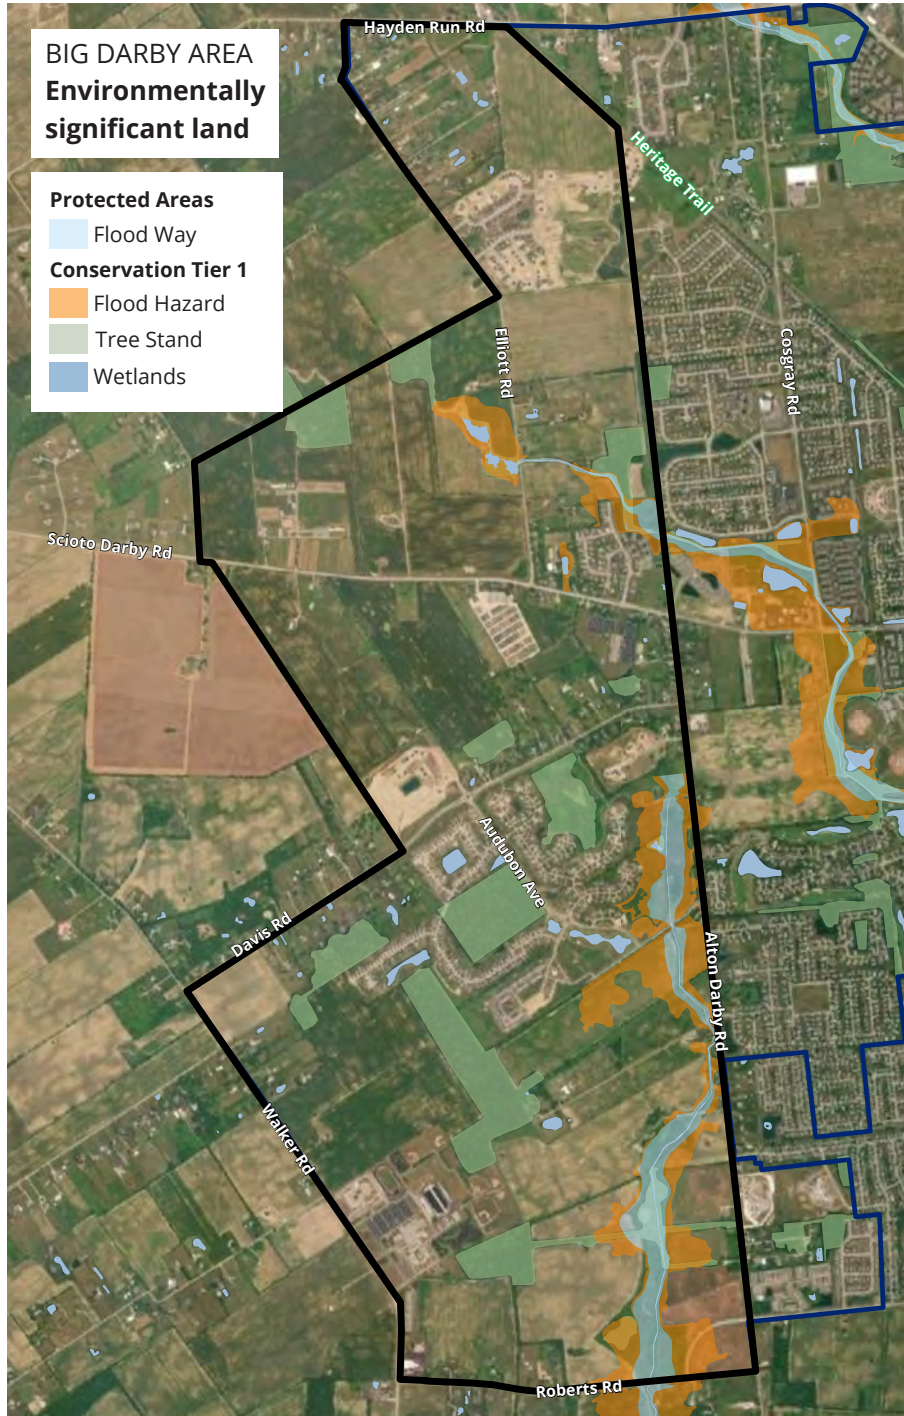 BIG DARBY AREA
Environmentally
significant land
Protected Areas
Flood Way
Conservation Tier 1
Flood Hazard
Tree Stand
Wetlands
Hayden Run Rd
Heritage Trail
Elliott Rd
Cosgray Rd
Scioto Darby Rd
Audubon Ave
Davis Rd
Alton Darby Rd
Walker Rd
Roberts Rd